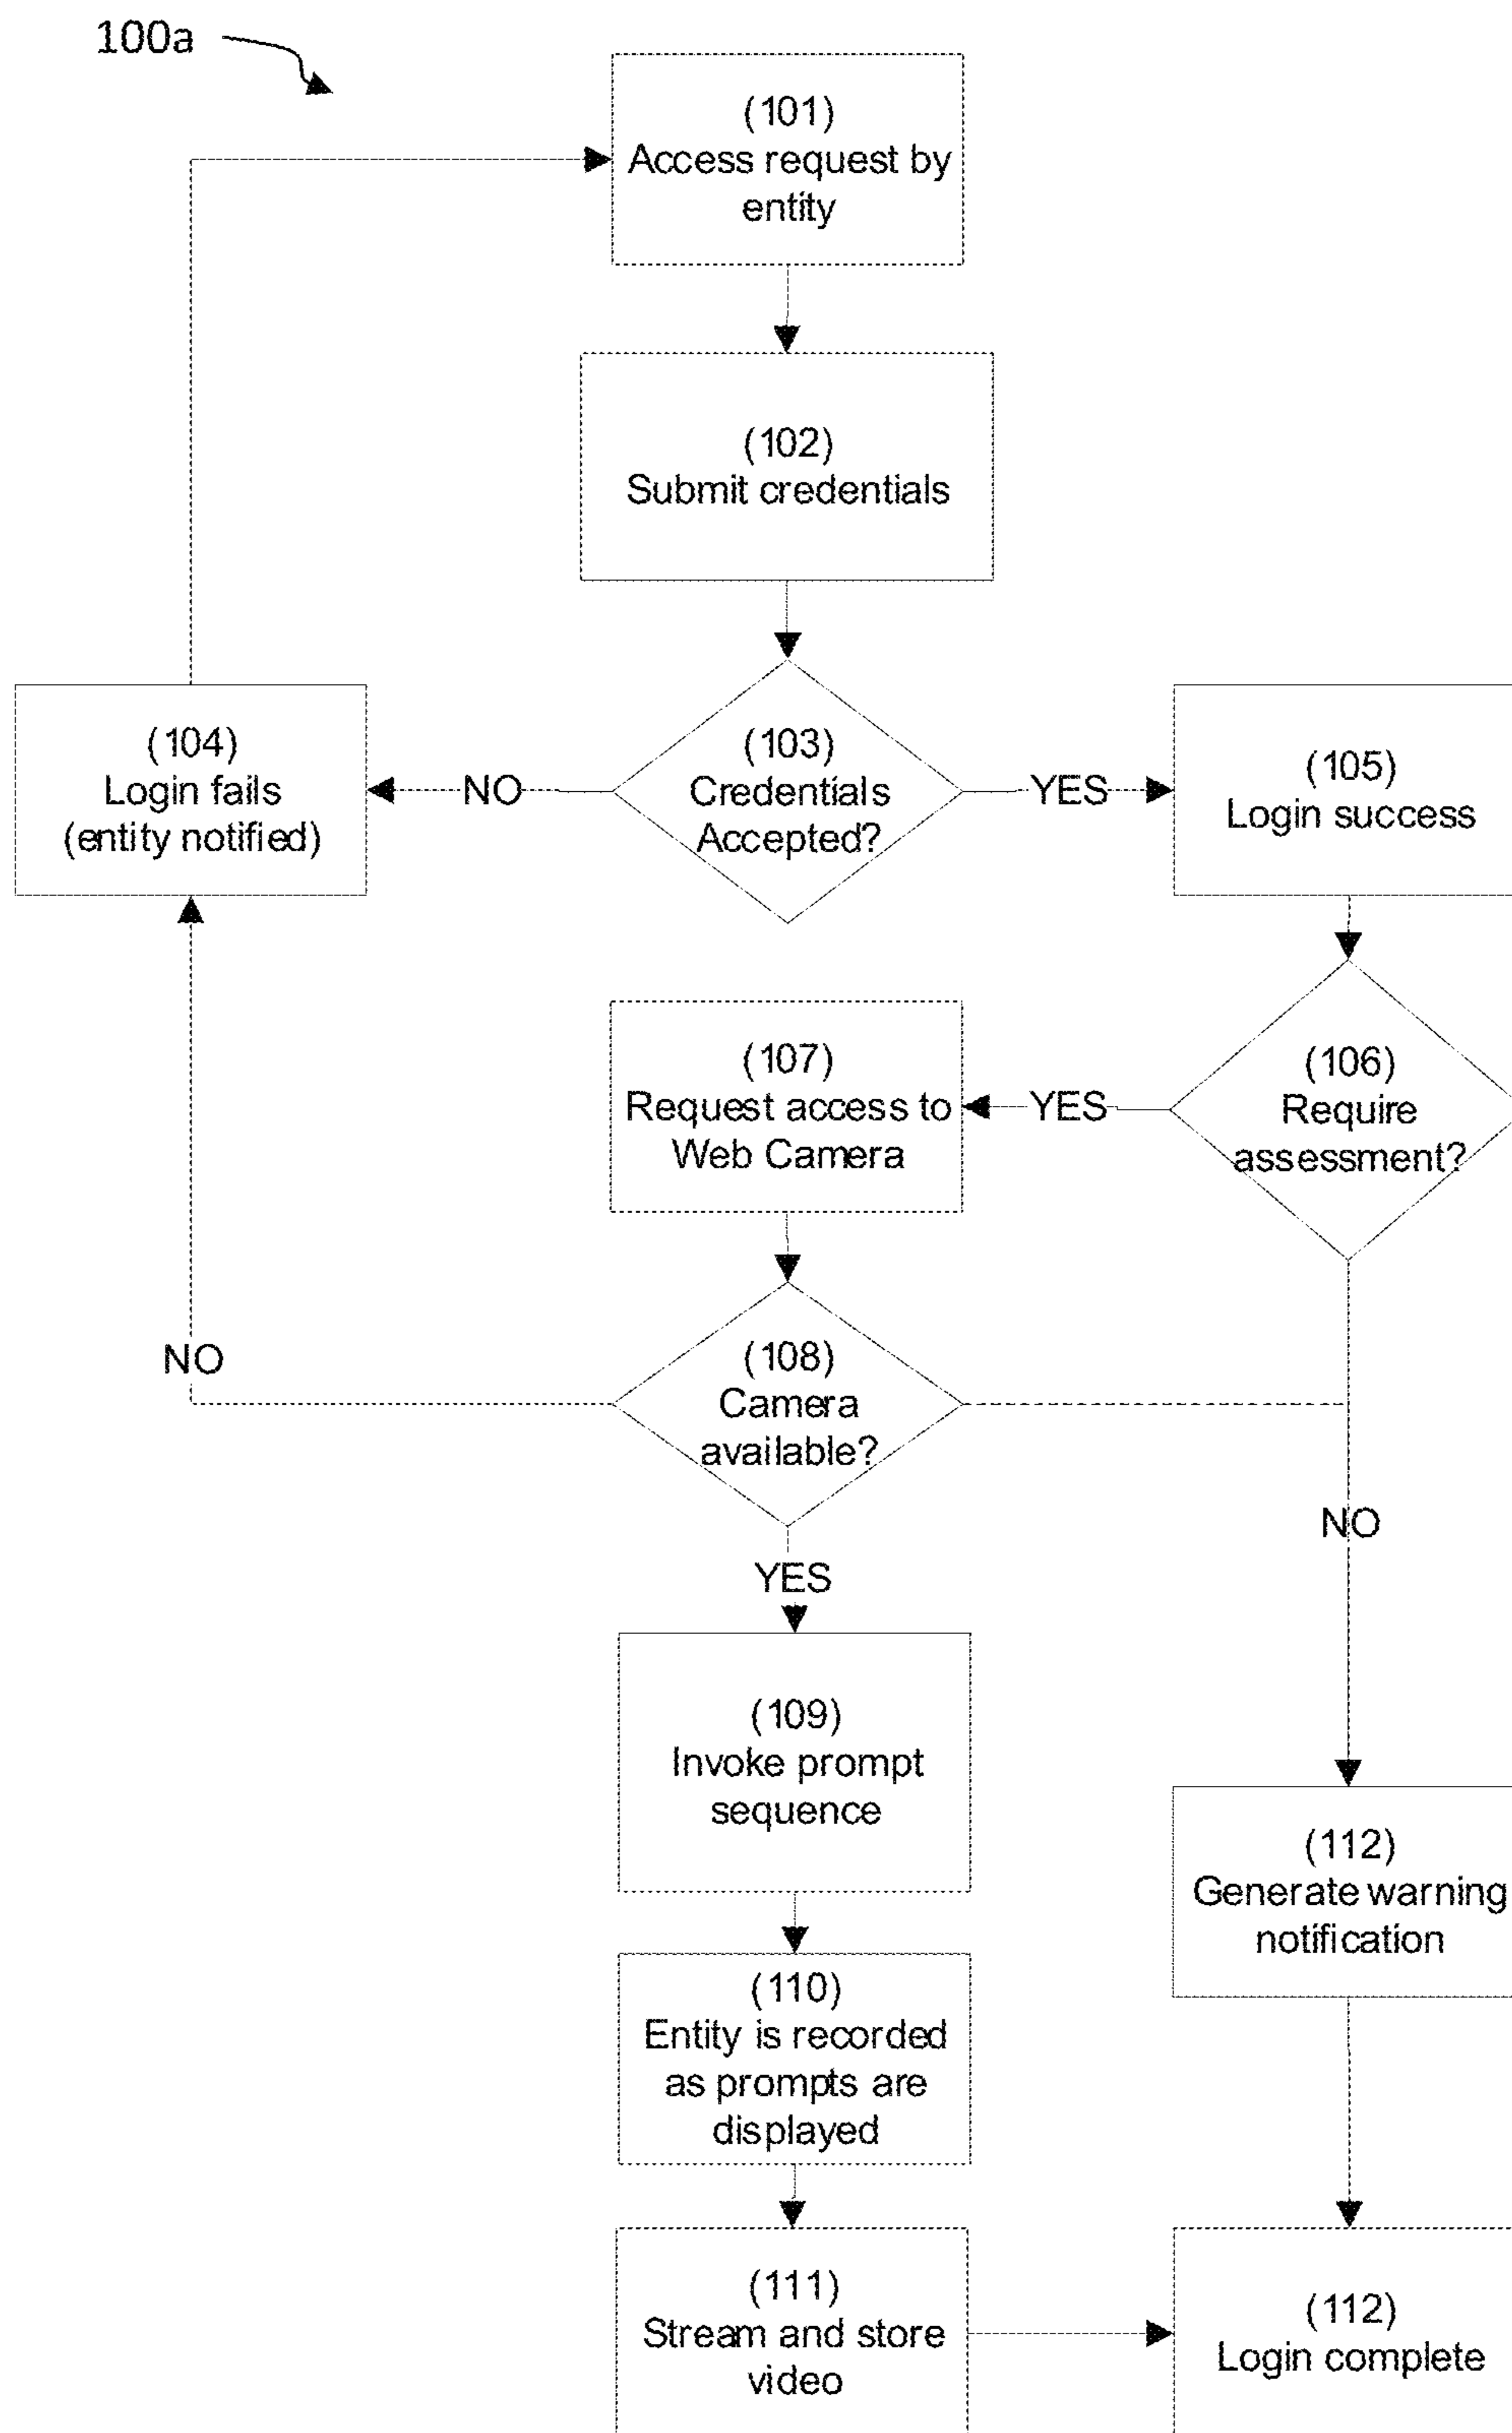 100a
(101)
Access request by
entity
(102)
Submit credentials
(103)
Credentials
Accepted?
NO
YES
(104)
Login fails
(entity notified)
(105)
Login success
(106)
Require
assessment?
YES
(107)
Request access to
Web Camera
(108)
Camera
available?
NO
NO
YES
(109)
Invoke prompt
sequence
(112)
Generate warning
notification
(110)
Entity is recorded
as prompts are
displayed
(111)
Stream and store
video
(112)
Login complete